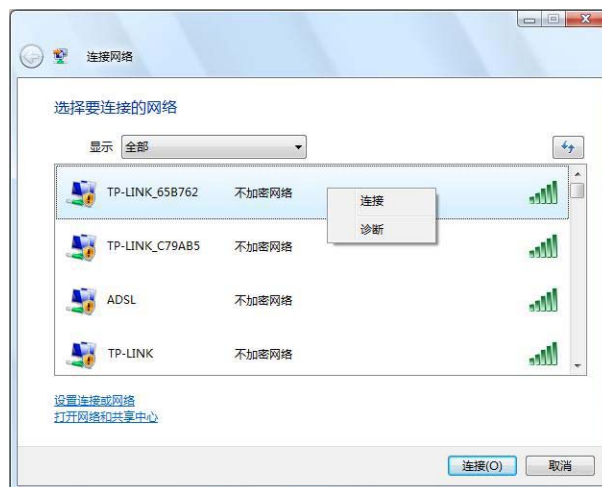 连接网络
选择要连接的网络
显示 全部
TP-LINK_65B762 不加密网络
连接
诊断
TP-LINK_C79AB5 不加密网络
ADSL 不加密网络
TP-LINK 不加密网络
设置连接或网络
打开网络和共享中心
连接(O) 取消